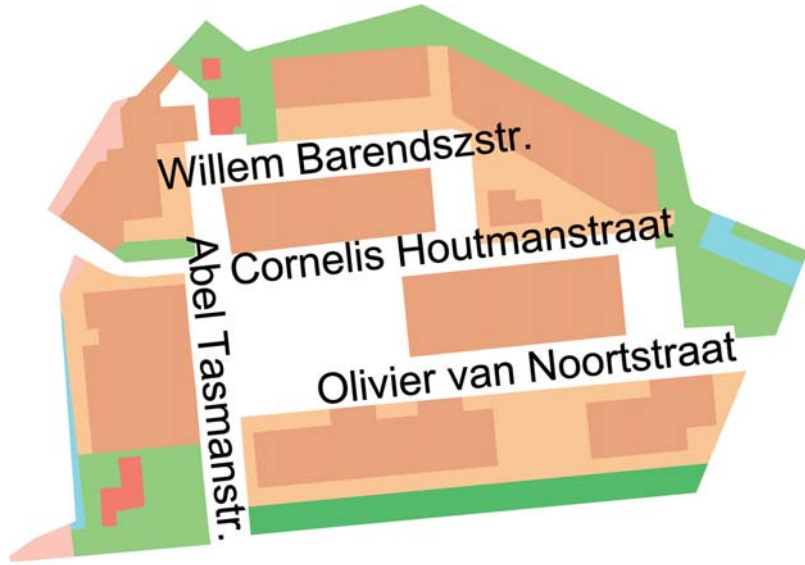 Willem Barendszstr.
Cornelis Houtmanstraat
Abel Tasmanstr.
Olivier van Noortstraat